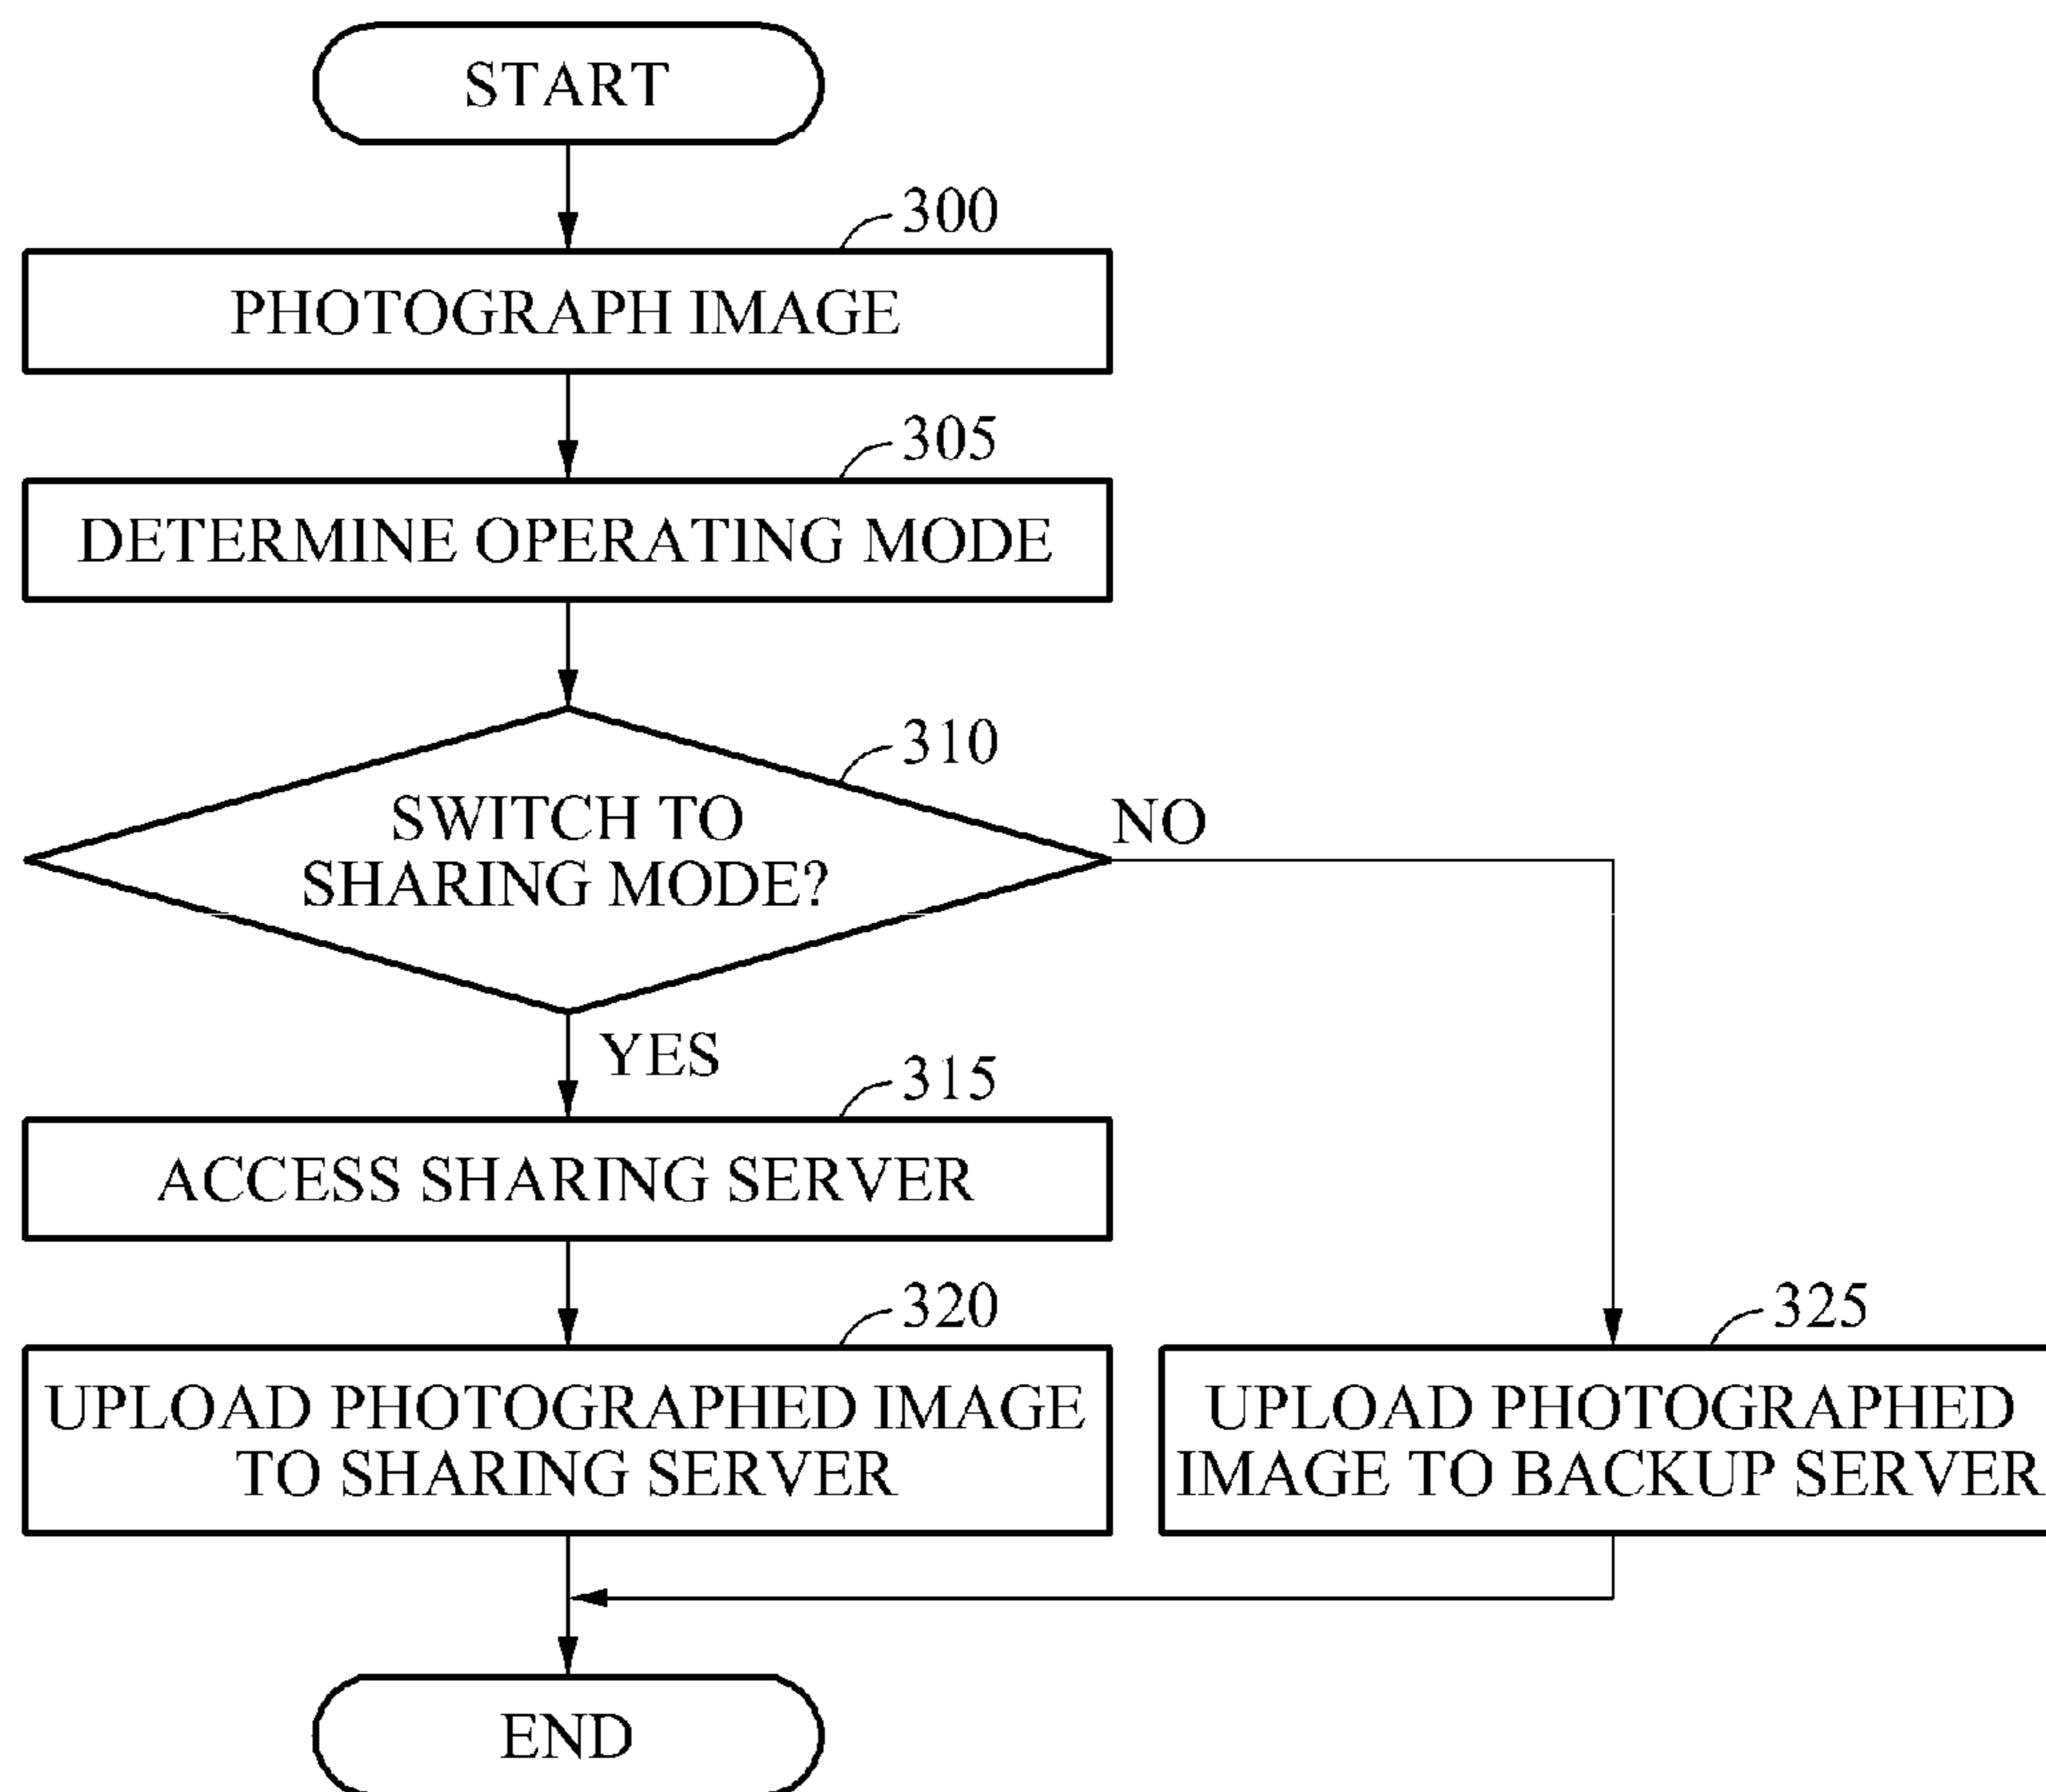 START
300
PHOTOGRAPH IMAGE
305
DETERMINE OPERATING MODE
310
SWITCH TO
SHARING MODE?
NO
YES
315
ACCESS SHARING SERVER
320
UPLOAD PHOTOGRAPHED IMAGE
TO SHARING SERVER
325
UPLOAD PHOTOGRAPHED
IMAGE TO BACKUP SERVER
END